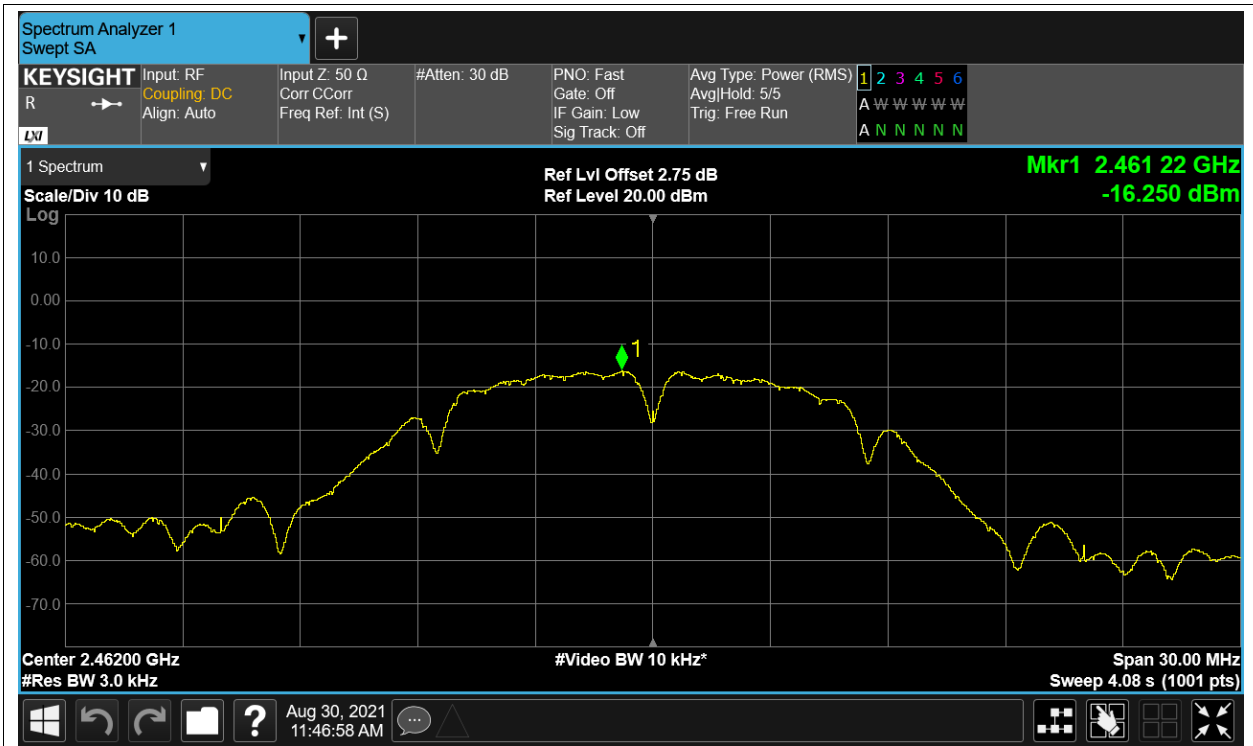 Spectrum Analyzer 1
Swept SA
KEYSIGHT
R
LXI
Input: RF
Coupling: DC
Align: Auto
Input Z: 50 Ω
Corr CCorr
Freq Ref: Int (S)
#Atten: 30 dB
PNO: Fast
Gate: Off
IF Gain: Low
Sig Track: Off
Avg Type: Power (RMS)
Avg|Hold: 5/5
Trig: Free Run
1 2 3 4 5 6
A W W W W W
A N N N N N
1 Spectrum
Scale/Div 10 dB
Ref Lvl Offset 2.75 dB
Ref Level 20.00 dBm
Mkr1 2.461 22 GHz
-16.250 dBm
Log
10.0
0.00
-10.0
1
-20.0
-30.0
-40.0
-50.0
-60.0
-70.0
Center 2.46200 GHz
#Res BW 3.0 kHz
#Video BW 10 kHz*
Span 30.00 MHz
Sweep 4.08 s (1001 pts)
?
Aug 30, 2021
11:46:58 AM